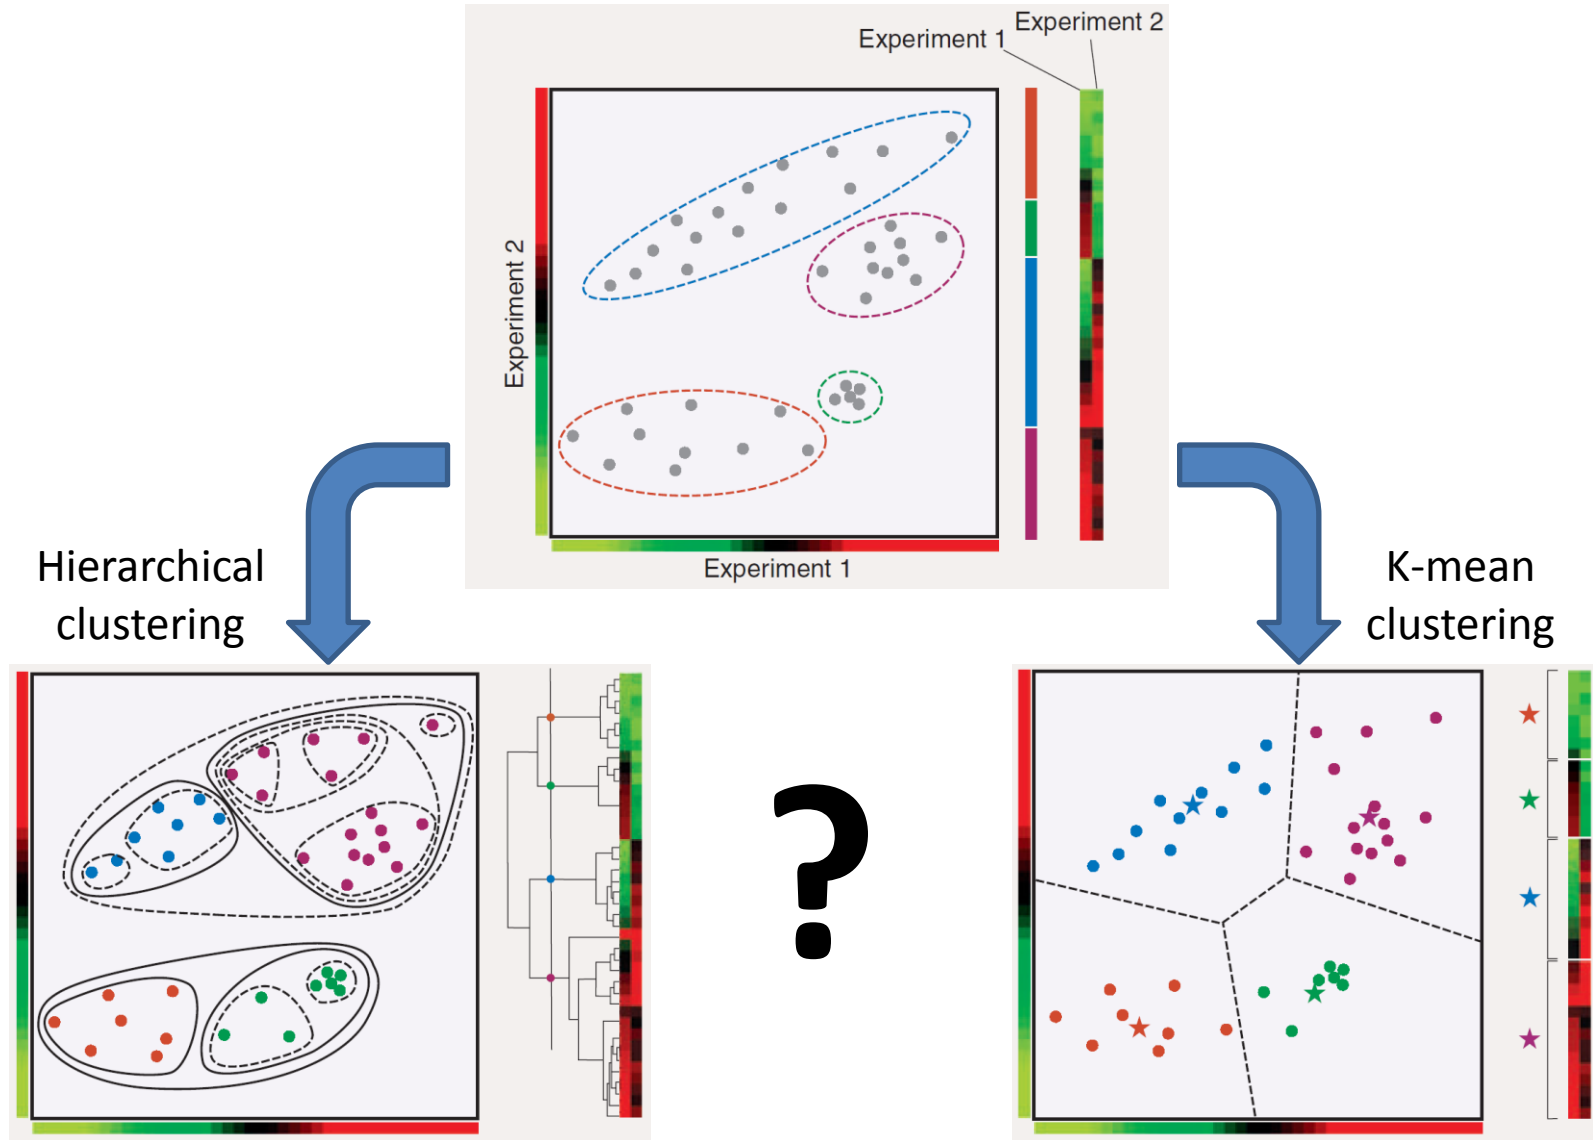 Experiment 1
Experiment 2
Experiment 2
Experiment 1
Hierarchical
clustering
K-mean
clustering
?